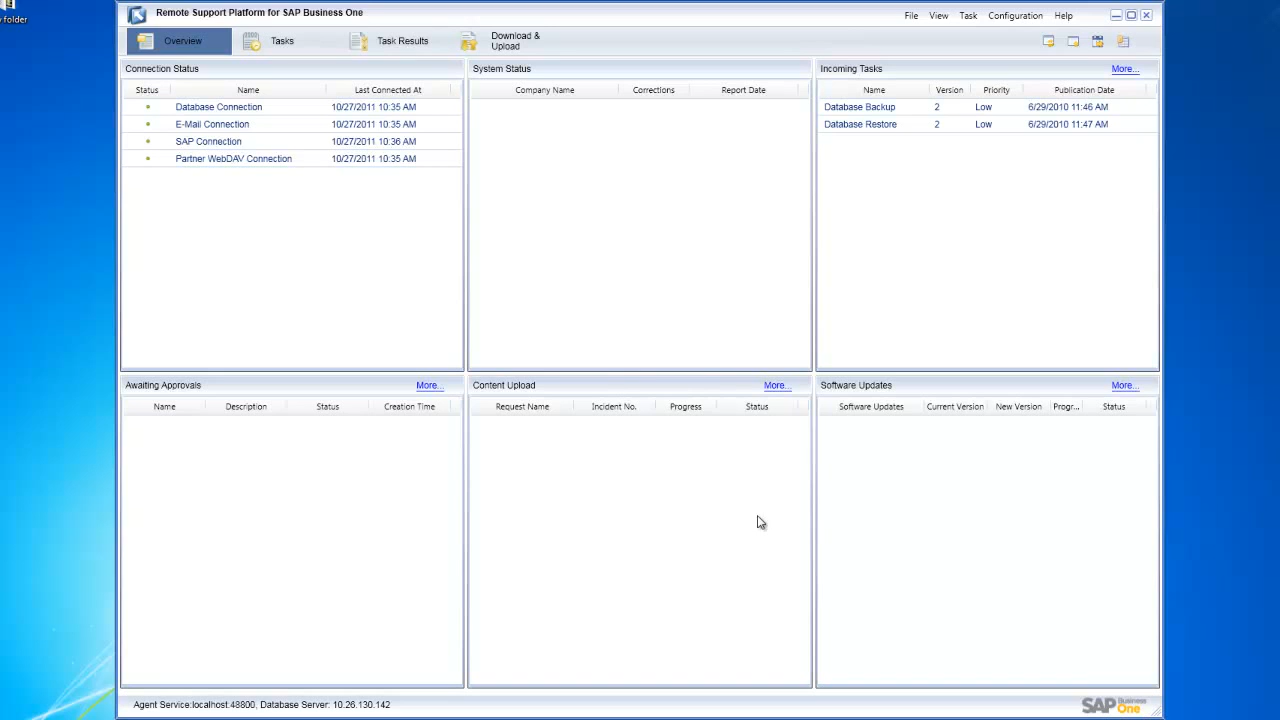 Remote Support Platform for SAP Business One
File View Task Configuration Help
folder
Overview Tasks Task Results Download &
Upload
Connection Status
Status Name Last Connected At
Database Connection 10/27/2011 10:35 AM
E-Mail Connection 10/27/2011 10:35 AM
SAP Connection 10/27/2011 10:36 AM
Partner WebDAV Connection 10/27/2011 10:35 AM
System Status
Company Name Corrections Report Date
Incoming Tasks More...
Name Version Priority Publication Date
Database Backup 2 Low 6/29/2010 11:46 AM
Database Restore 2 Low 6/29/2010 11:47 AM
Awaiting Approvals More...
Name Description Status Creation Time
Content Upload More...
Request Name Incident No. Progress Status
Software Updates More...
Software Updates Current Version New Version Progr... Status
Agent Service:localhost:48800, Database Server: 10.26.130.142
SAP Business One